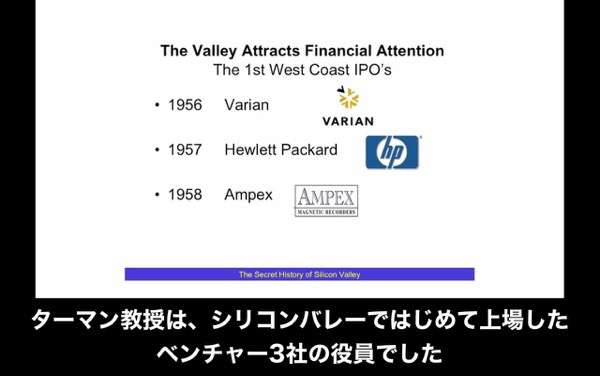 The Valley Attracts Financial Attention
The 1st West Coast IPO's
• 1956 Varian
VARIAN
• 1957 Hewlett Packard
hp
• 1958 Ampex
AMPEX
MAGNETIC RECORDERS
The Secret History of Silicon Valley
ターマン教授は、シリコンバレーではじめて上場した
ベンチャー3社の役員でした